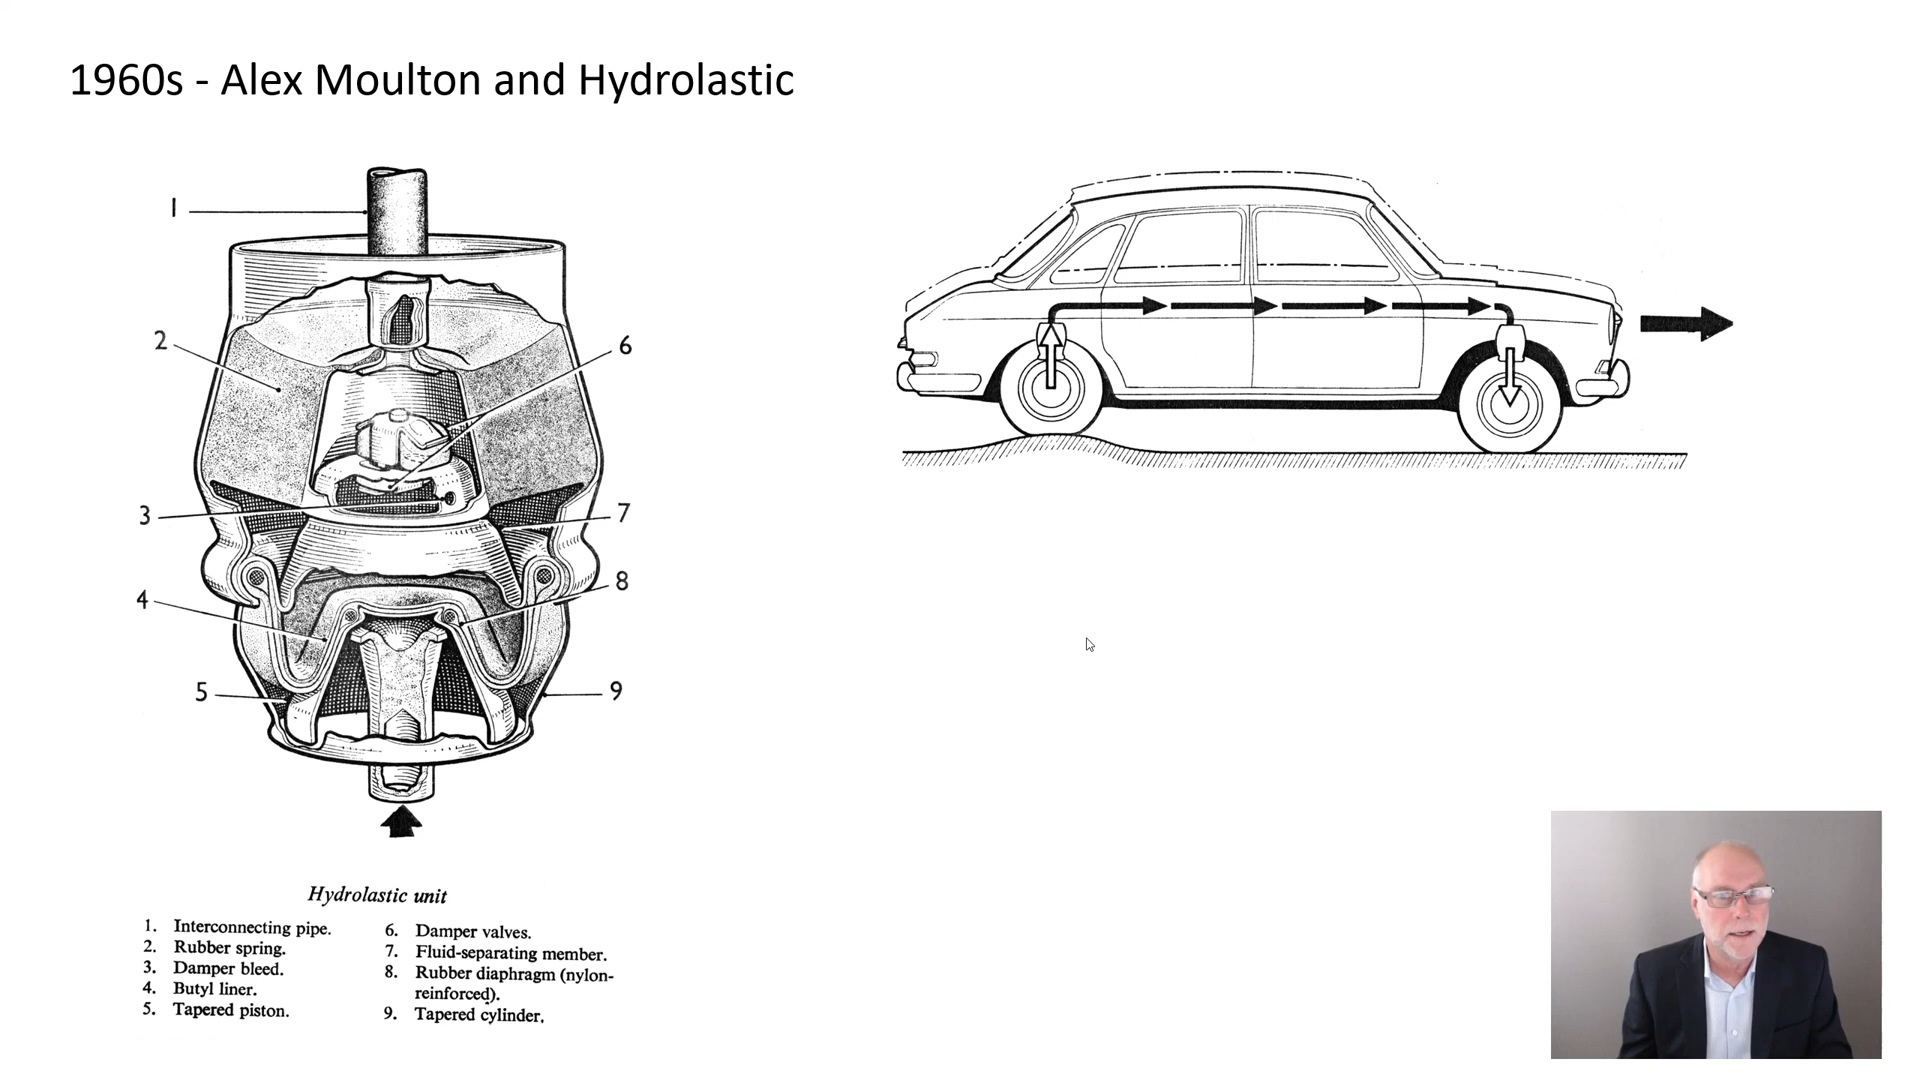 1960s - Alex Moulton and Hydrolastic
1
2
6
3
7
8
4
5
9
Hydrolastic unit
1. Interconnecting pipe.
2. Rubber spring.
3. Damper bleed.
4. Butyl liner.
5. Tapered piston.
6. Damper valves.
7. Fluid-separating member.
8. Rubber diaphragm (nylon-
reinforced).
9. Tapered cylinder.